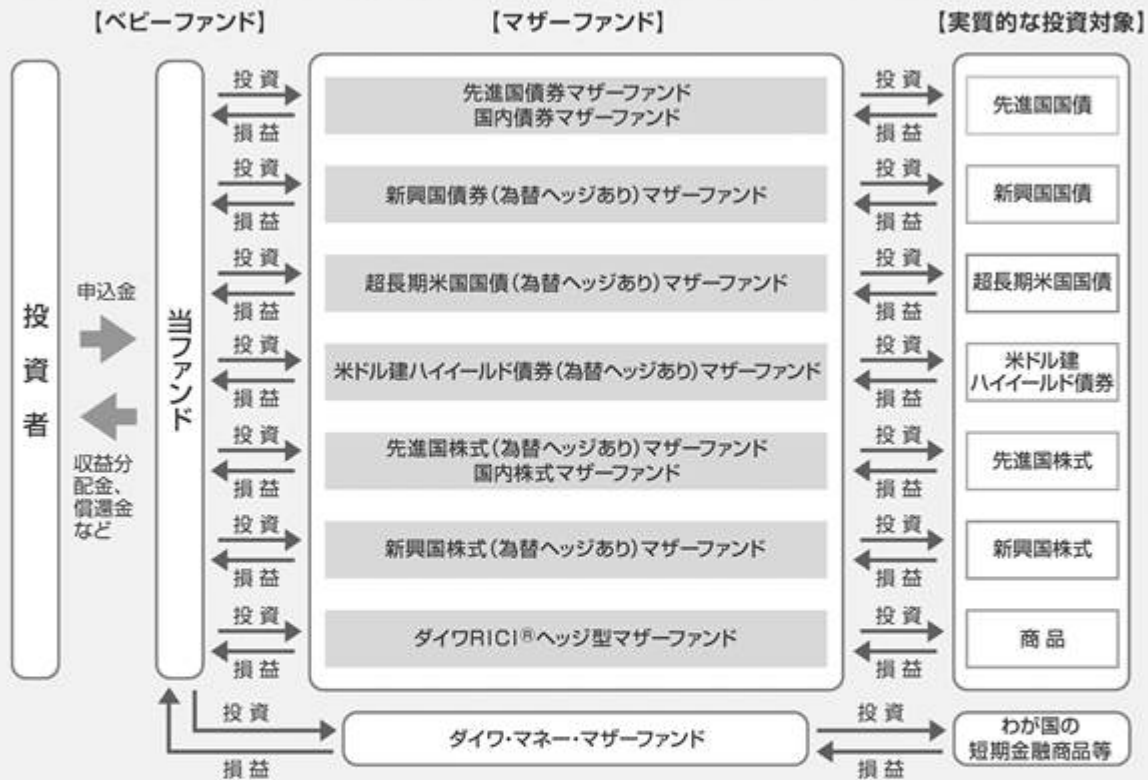 【ベビーファンド】
【マザーファンド】
【実質的な投資対象】
投資者
申込金
収益分
配金、
償還金
など
当ファンド
投資
損益
先進国債券マザーファンド
国内債券マザーファンド
投資
損益
先進国国債
投資
損益
新興国債券(為替ヘッジあり)マザーファンド
投資
損益
新興国国債
投資
損益
超長期米国国債(為替ヘッジあり)マザーファンド
投資
損益
超長期米国国債
投資
損益
米ドル建ハイイールド債券(為替ヘッジあり)マザーファンド
投資
損益
米ドル建
ハイイールド債券
投資
損益
先進国株式(為替ヘッジあり)マザーファンド
国内株式マザーファンド
投資
損益
先進国株式
投資
損益
新興国株式(為替ヘッジあり)マザーファンド
投資
損益
新興国株式
投資
損益
ダイワRICI®ヘッジ型マザーファンド
投資
損益
商品
投資
損益
ダイワ・マネー・マザーファンド
投資
損益
わが国の
短期金融商品等